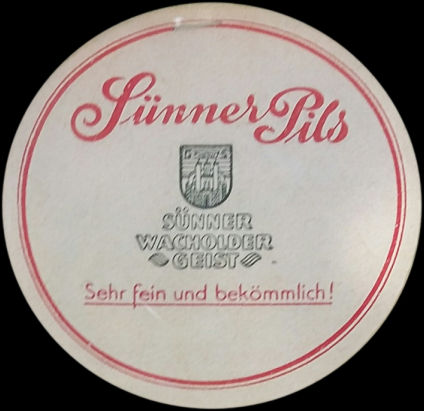 Sünner Pils
G S
SÜNNER
WACHOLDER
GEIST
Sehr fein und bekömmlich!